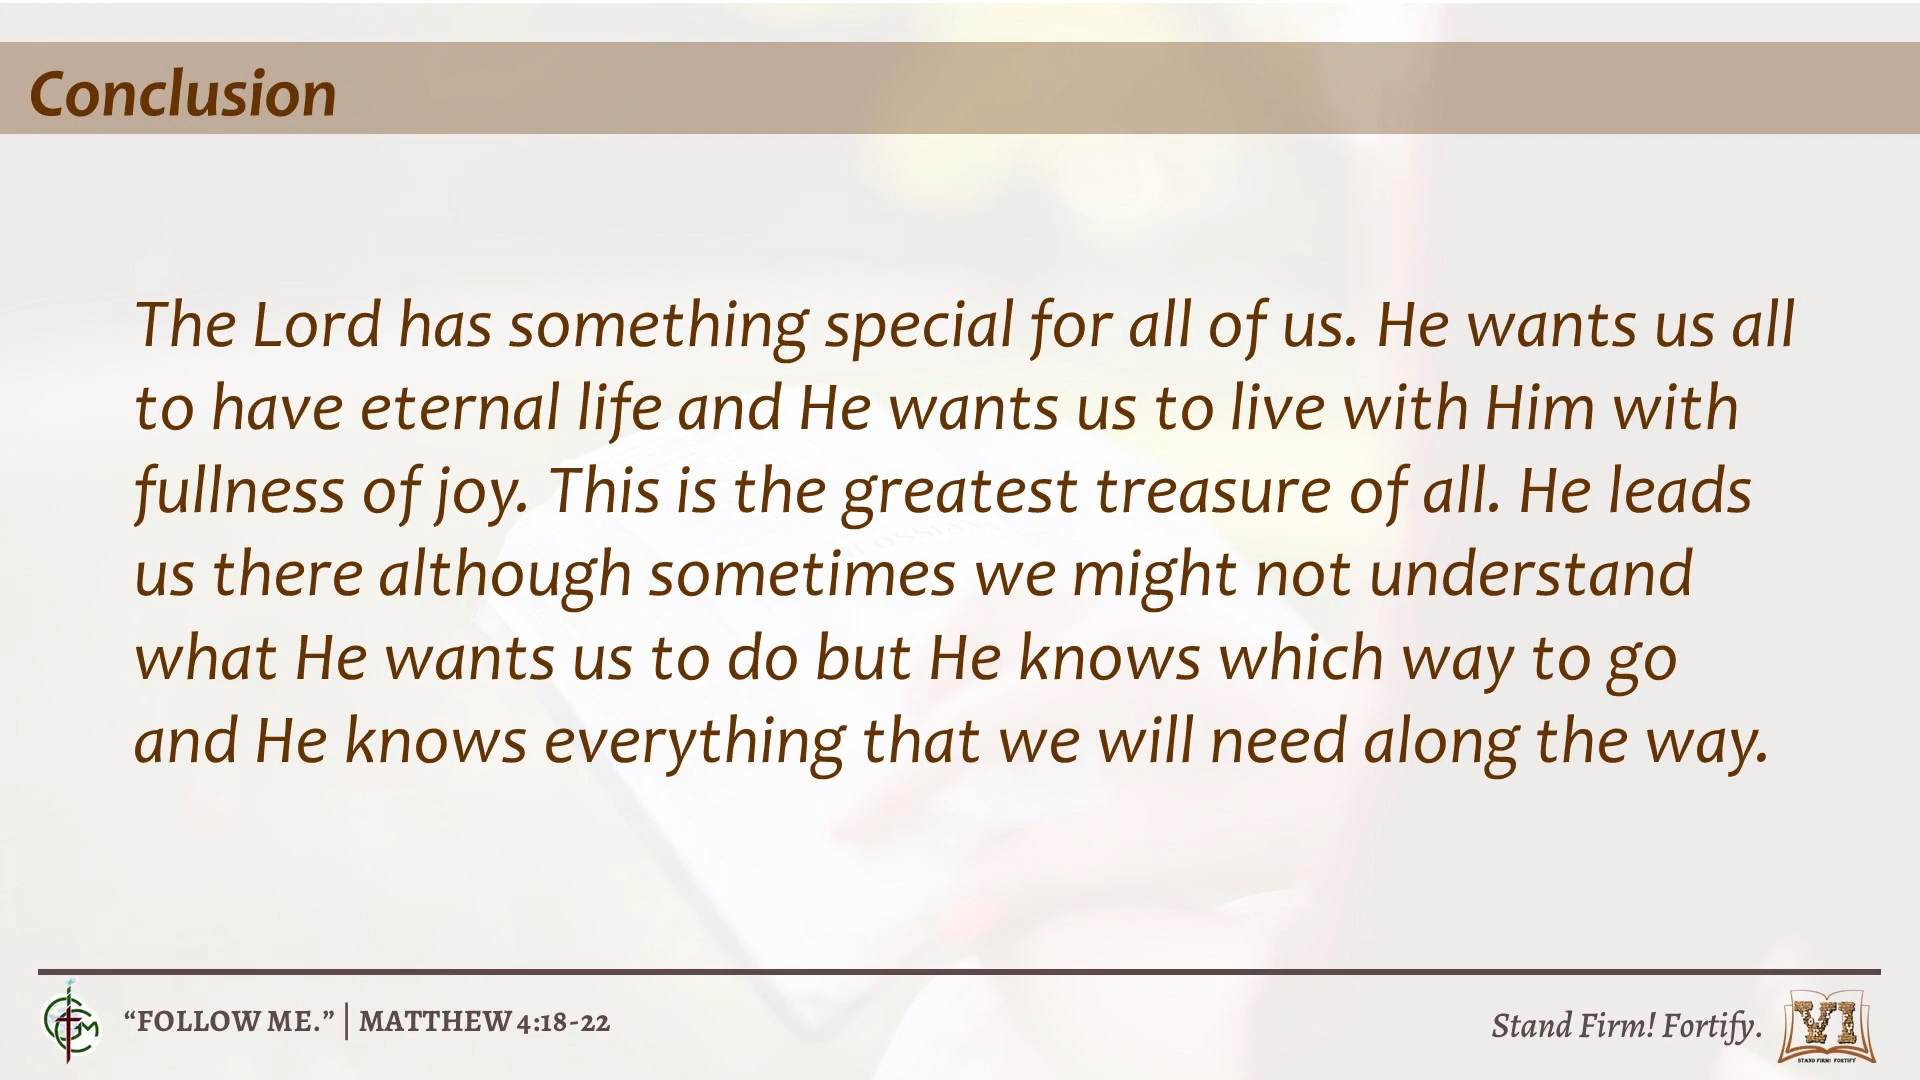 Conclusion
The Lord has something special for all of us. He wants us all
to have eternal life and He wants us to live with Him with
fullness of joy. This is the greatest treasure of all. He leads
us there although sometimes we might not understand
what He wants us to do but He knows which way to go
and He knows everything that we will need along the way.
“FOLLOW ME.” | MATTHEW 4:18-22
Stand Firm! Fortify.
VI
STAND FIRM! FORTIFY